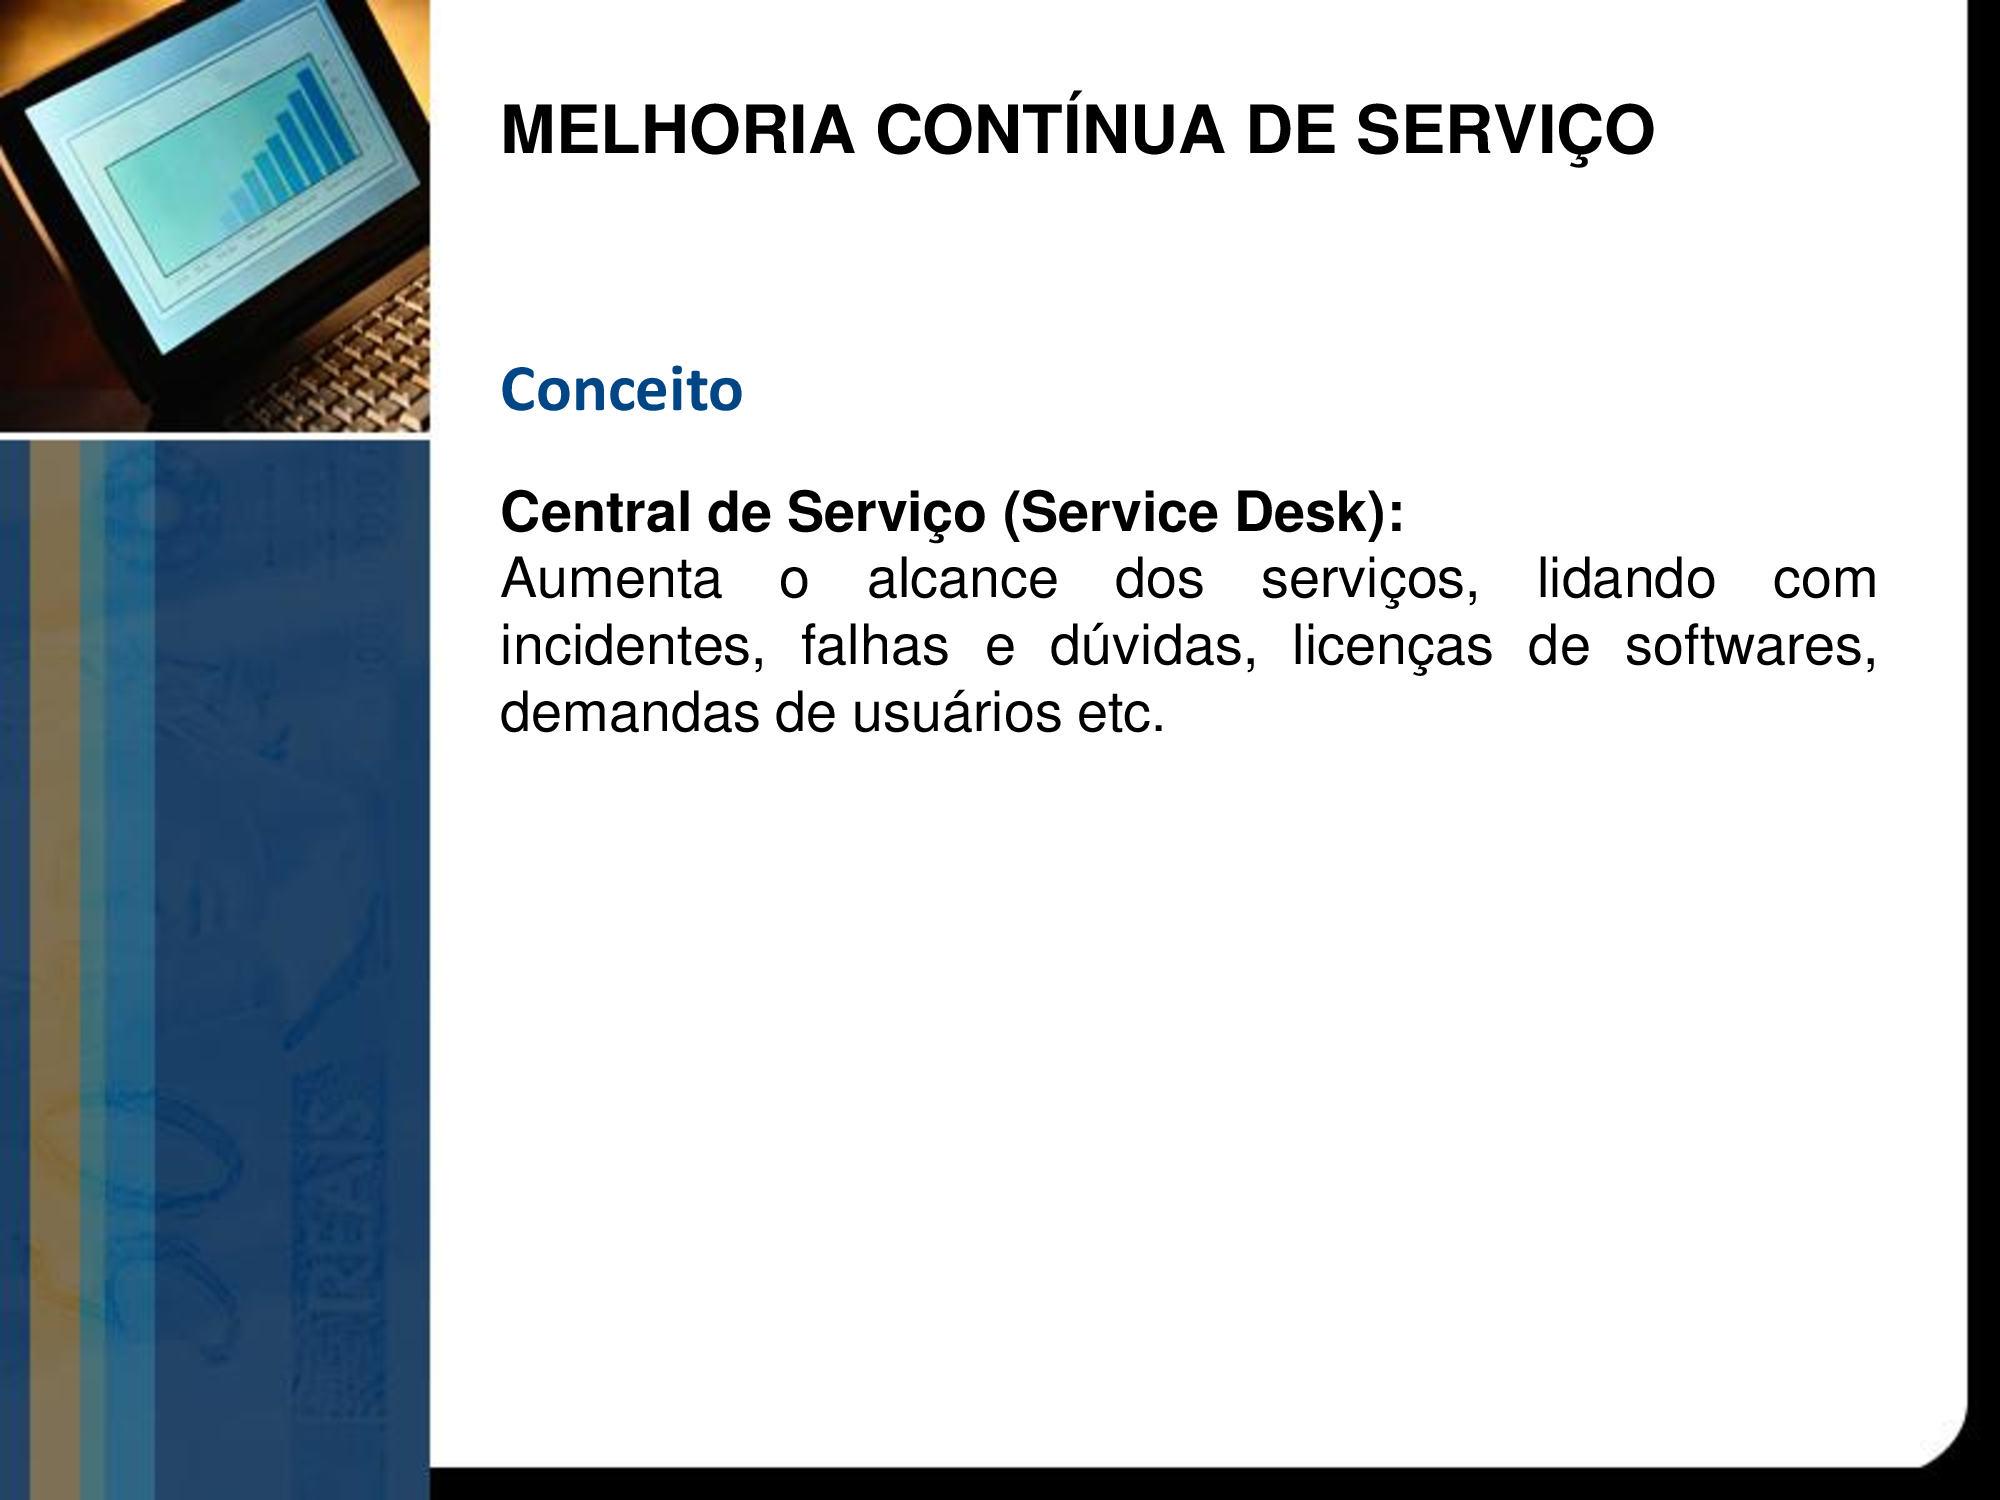 MELHORIA CONTÍNUA DE SERVIÇO
Conceito
Central de Serviço (Service Desk):
Aumenta o alcance dos serviços, lidando com
incidentes, falhas e dúvidas, licenças de softwares,
demandas de usuários etc.
REAIS